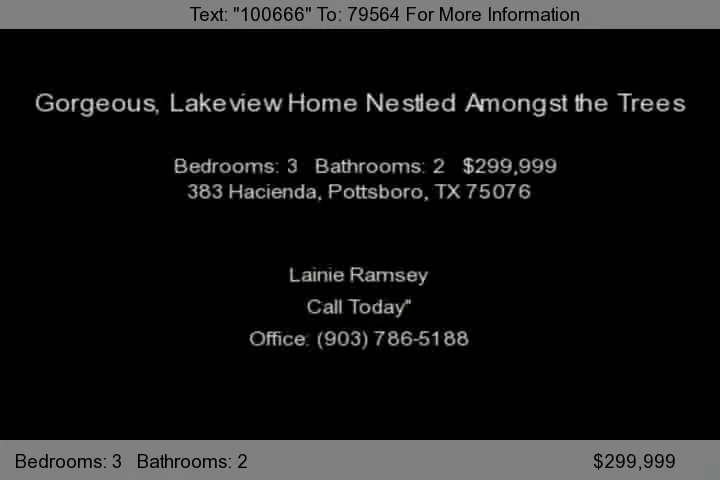 Text: "100666" To: 79564 For More Information
Gorgeous, Lakeview Home Nestled Amongst the Trees
Bedrooms: 3 Bathrooms: 2 $299,999
383 Hacienda, Pottsboro, TX 75076
Lainie Ramsey
Call Today"
Office: (903) 786-5188
Bedrooms: 3 Bathrooms: 2 $299,999